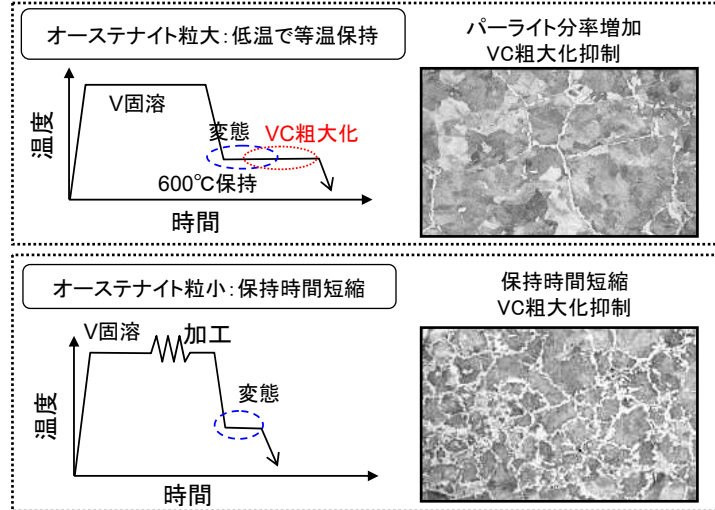 オーステナイト粒大：低温で等温保持
パーライト分率増加
VC粗大化抑制
V固溶
変態
VC粗大化
600℃保持
温度
時間
オーステナイト粒小：保持時間短縮
保持時間短縮
VC粗大化抑制
V固溶
加工
変態
温度
時間